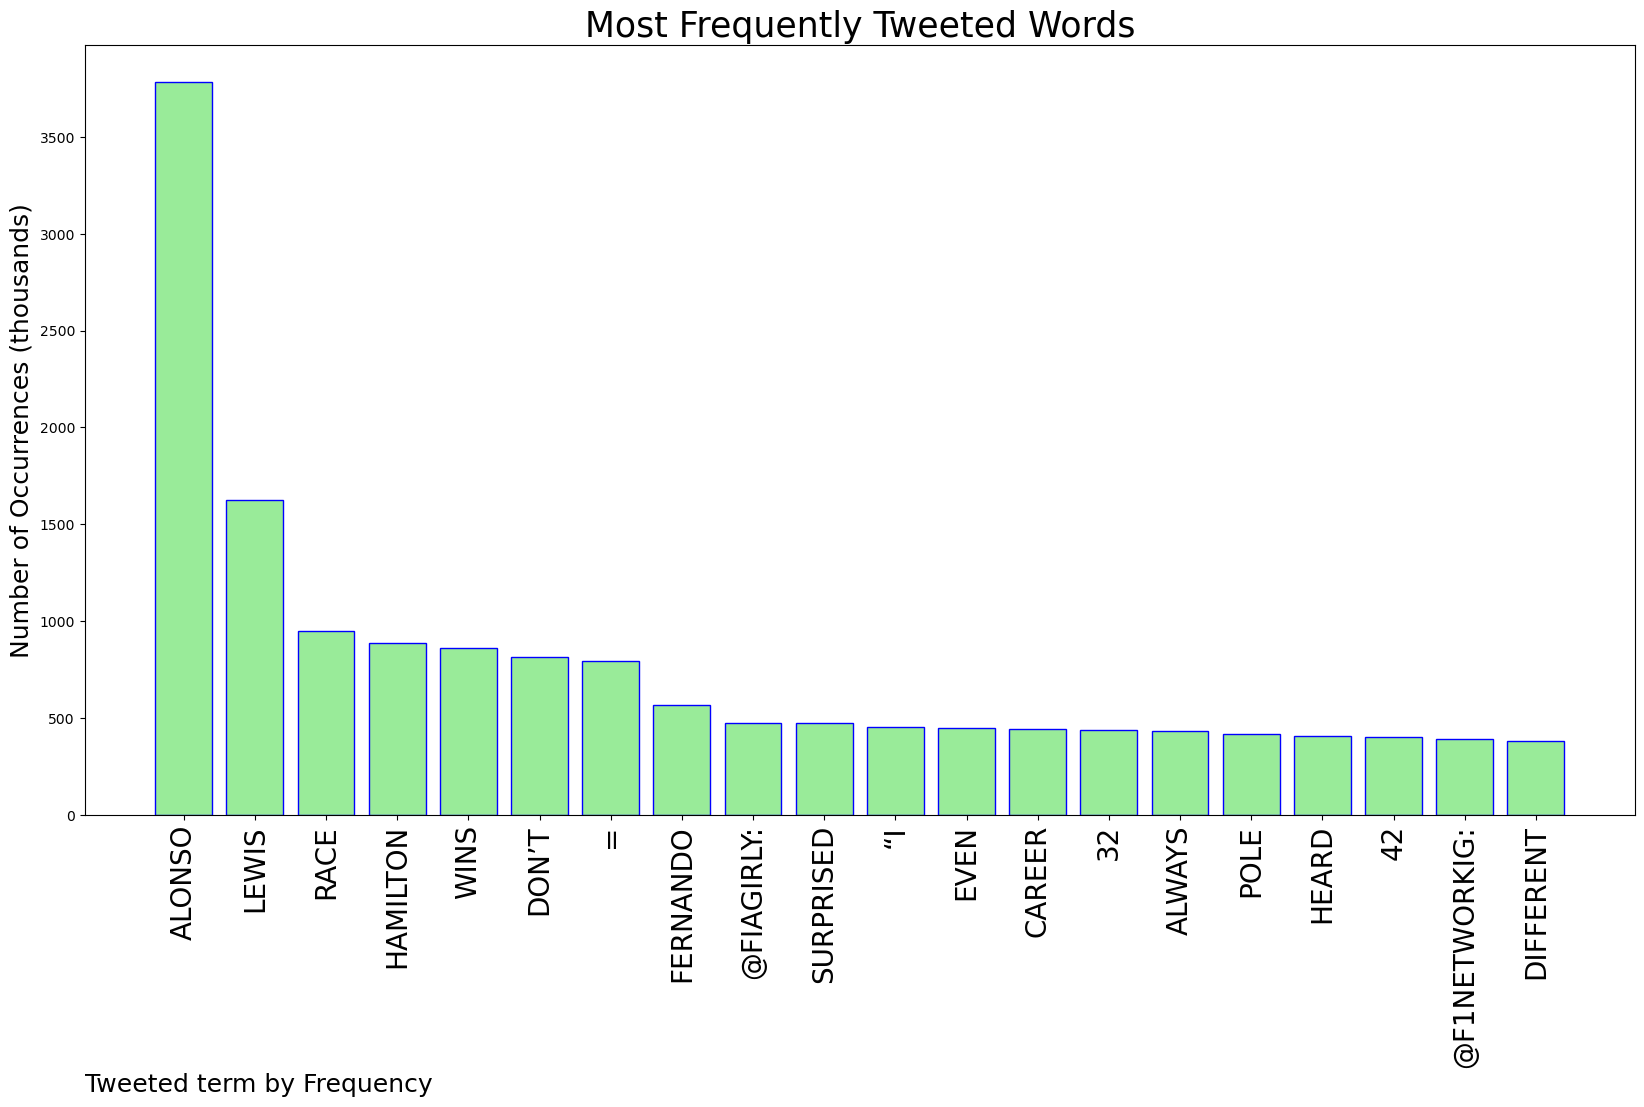 Most Frequently Tweeted Words
Number of Occurrences (thousands)
3500
3000
2500
2000
1500
1000
500
0
ALONSO
LEWIS
RACE
HAMILTON
WINS
DON’T
=
FERNANDO
@FIAGIRLY:
SURPRISED
“I
EVEN
CAREER
32
ALWAYS
POLE
HEARD
42
@F1NETWORKIG:
DIFFERENT
Tweeted term by Frequency